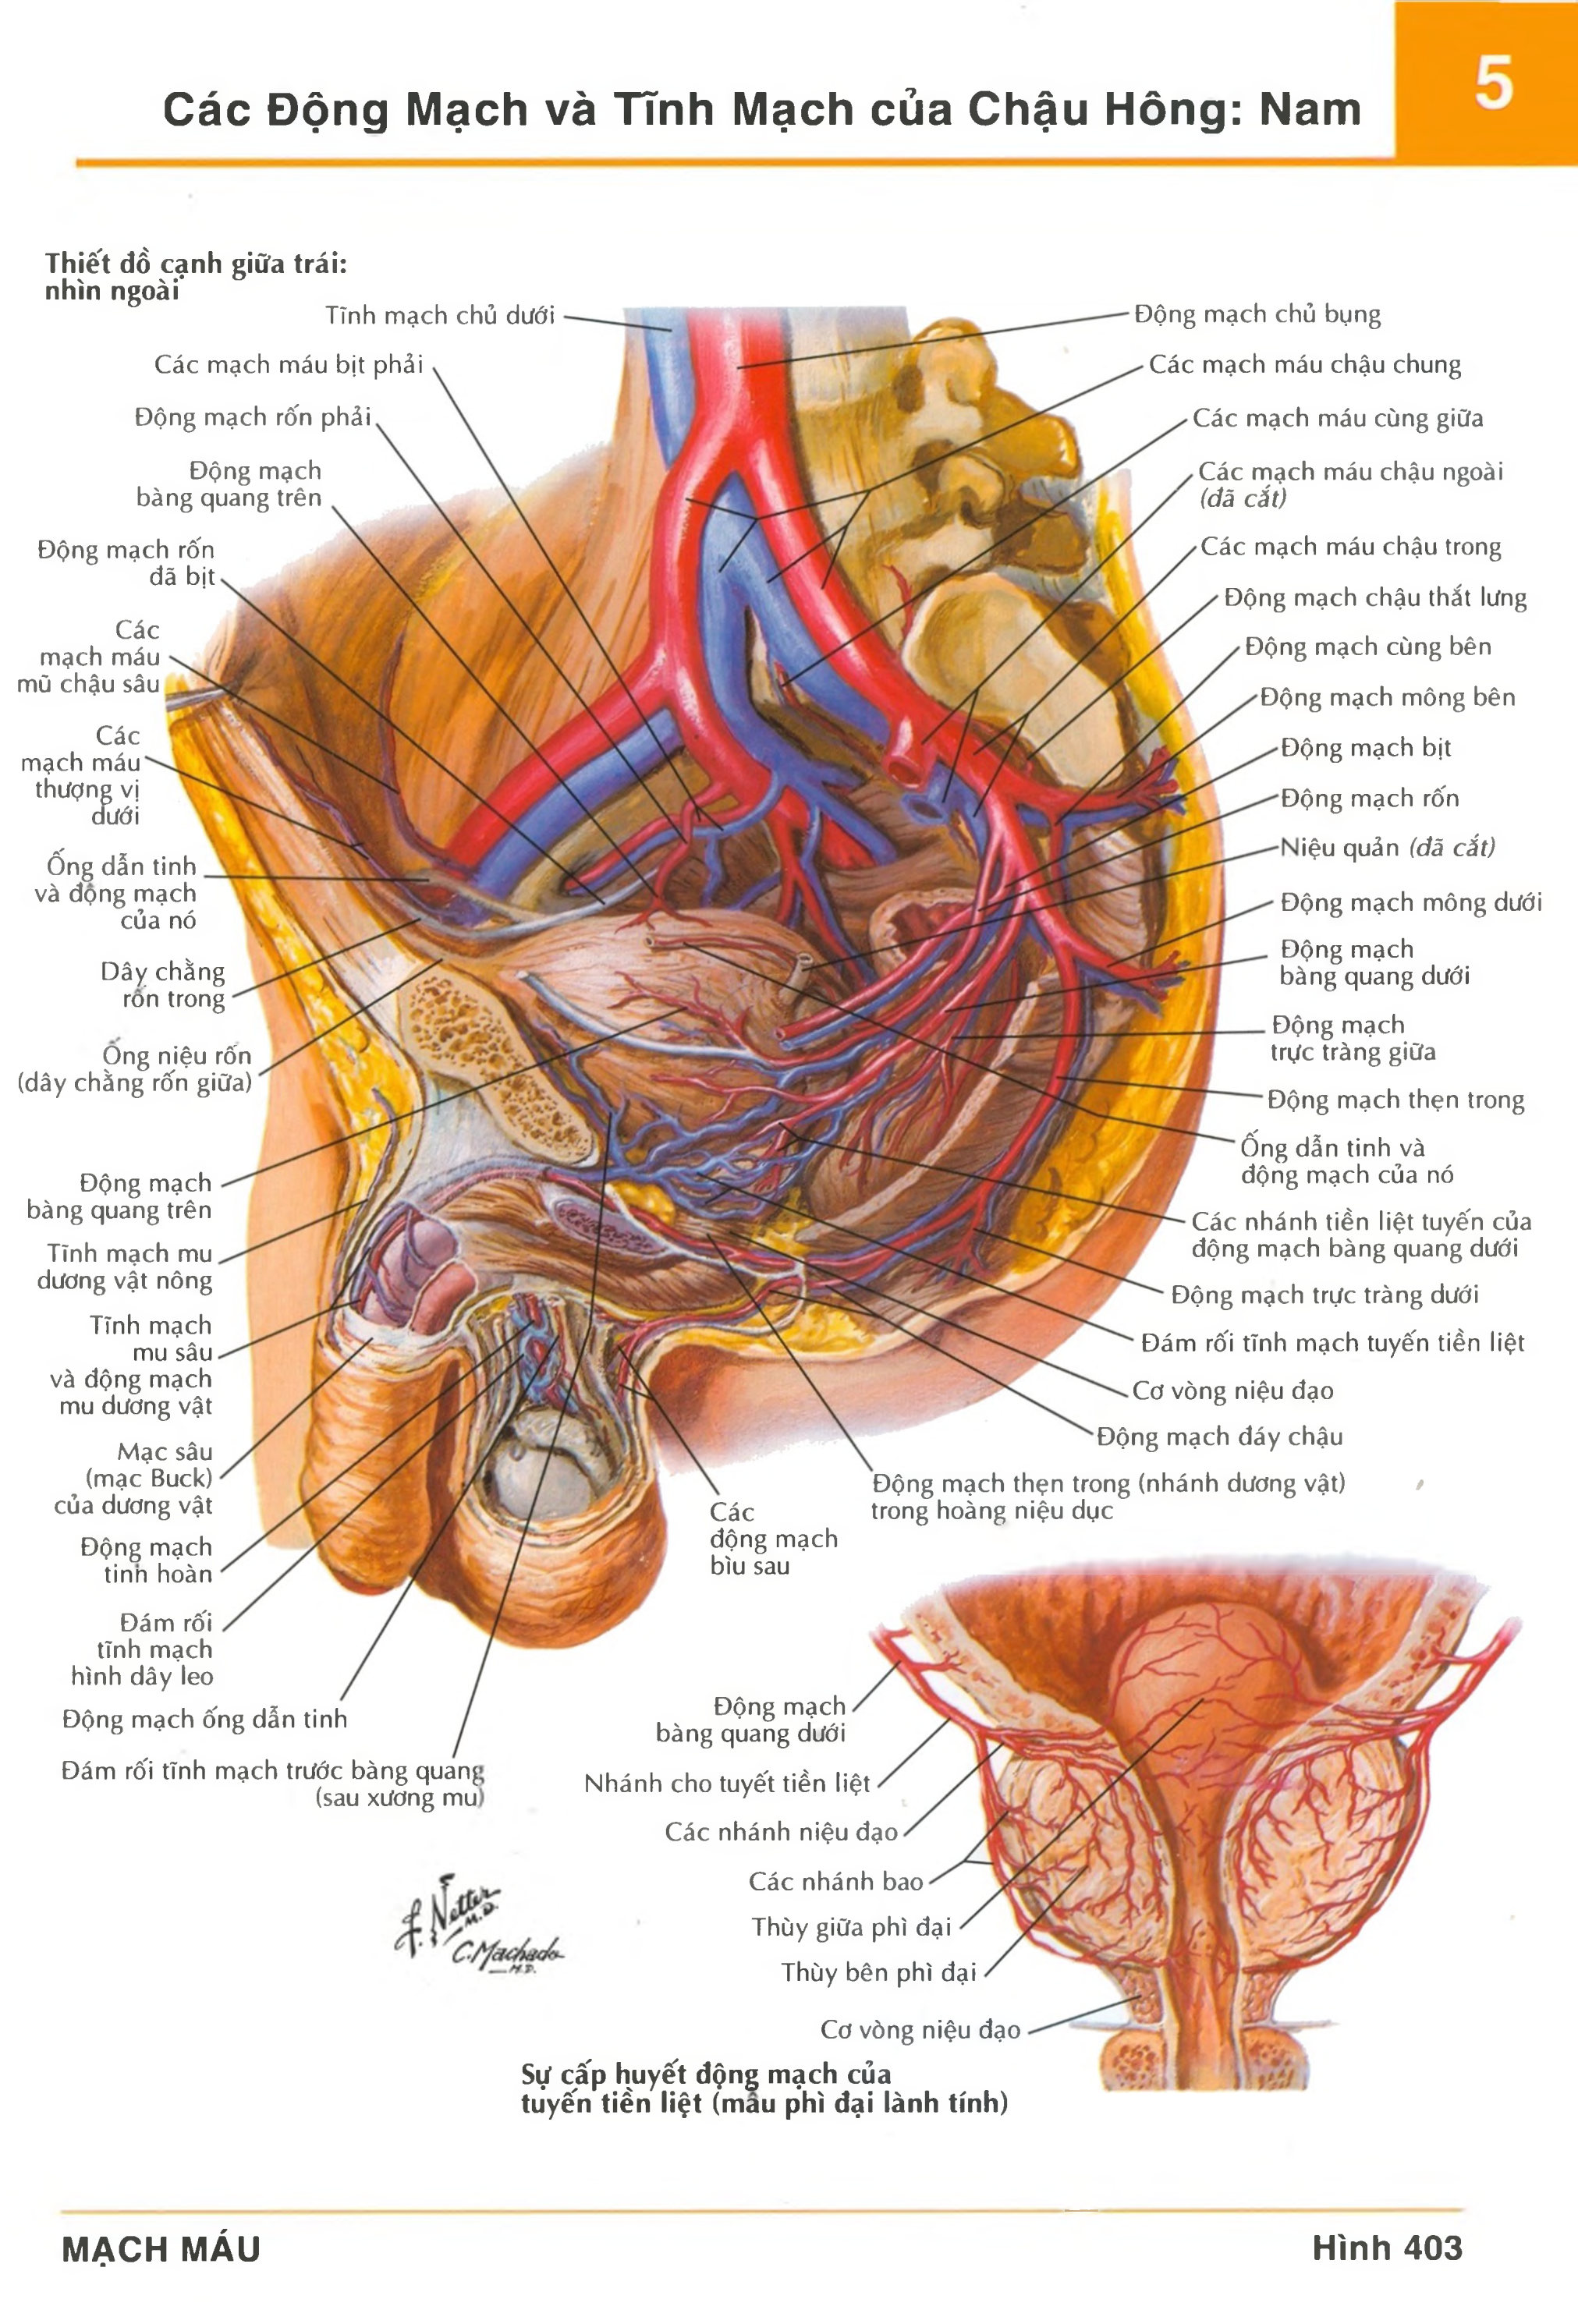 5
Các Động Mạch và Tĩnh Mạch của Chậu Hông: Nam
Thiết đồ cạnh giữa trái:
nhìn ngoài
Tĩnh mạch chủ dưới
Các mạch máu bịt phải
Động mạch rốn phải
Động mạch
bàng quang trên
Động mạch rốn
đã bịt
Các
mạch máu
mũ chậu sâu
Các
mạch máu
thượng vị
dưới
Ống dẫn tinh
và động mạch
của nó
Dây chằng
rốn trong
Ống niệu rốn
(dây chằng rốn giữa)
Động mạch
bàng quang trên
Tĩnh mạch mu
dương vật nông
Tĩnh mạch
mu sâu
và động mạch
mu dương vật
Mạc sâu
(mạc Buck)
của dương vật
Động mạch
tinh hoàn
Đám rối
tĩnh mạch
hình dây leo
Động mạch ống dẫn tinh
Đám rối tĩnh mạch trước bàng quang
(sau xương mu)
Động mạch chủ bụng
Các mạch máu chậu chung
Các mạch máu cùng giữa
Các mạch máu chậu ngoài
(đã cắt)
Các mạch máu chậu trong
Động mạch chậu thắt lưng
Động mạch cùng bên
Động mạch mông bên
Động mạch bịt
Động mạch rốn
Niệu quản (đã cắt)
Động mạch mông dưới
Động mạch
bàng quang dưới
Động mạch
trực tràng giữa
Động mạch thẹn trong
Ống dẫn tinh và
động mạch của nó
Các nhánh tiền liệt tuyến của
động mạch bàng quang dưới
Động mạch trực tràng dưới
Đám rối tĩnh mạch tuyến tiền liệt
Cơ vòng niệu đạo
Động mạch đáy chậu
Động mạch thẹn trong (nhánh dương vật)
trong hoàng niệu dục
Các
động mạch
bìu sau
Động mạch
bàng quang dưới
Nhánh cho tuyết tiền liệt
Các nhánh niệu đạo
Các nhánh bao
Thùy giữa phì đại
Thùy bên phì đại
Cơ vòng niệu đạo
F. Netter
M.D.
C. Machado
M.D.
Sự cấp huyết động mạch của
tuyến tiền liệt (mẫu phì đại lành tính)
MẠCH MÁU
Hình 403